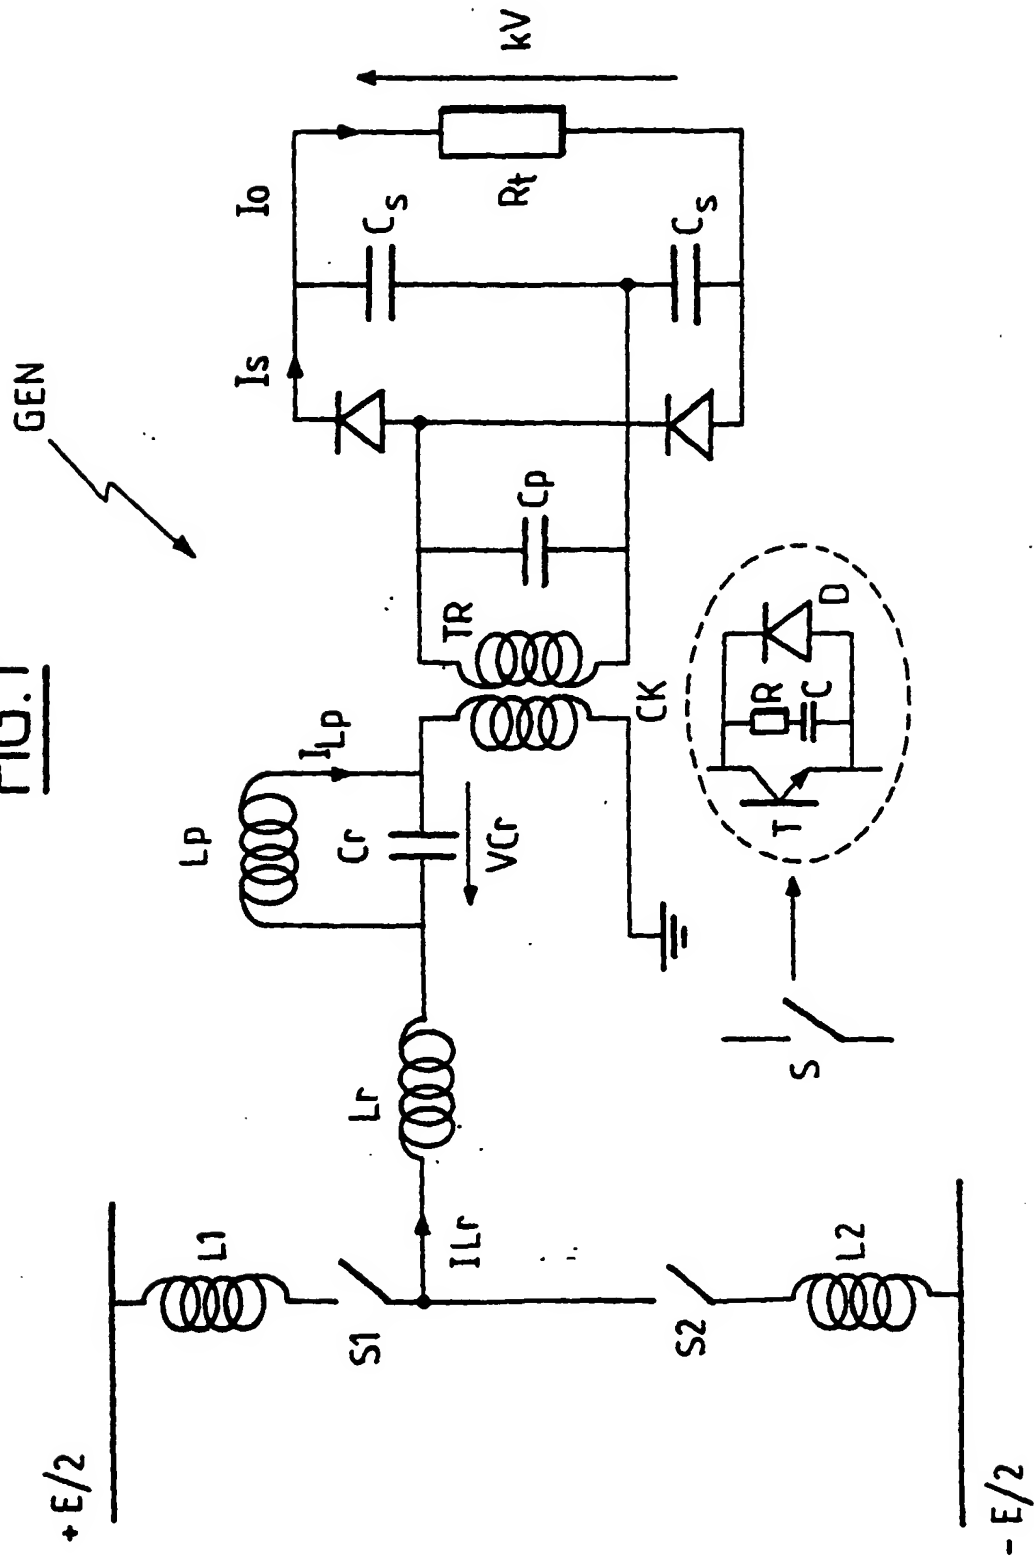 FIG.1
GEN
+ E/2
L1
S1
ILr
S2
L2
- E/2
Lr
Lp
ILp
Cr
VCr
TR
CK
Cp
Is
Io
Cs
Cs
Rt
kV
S
T
R
C
D